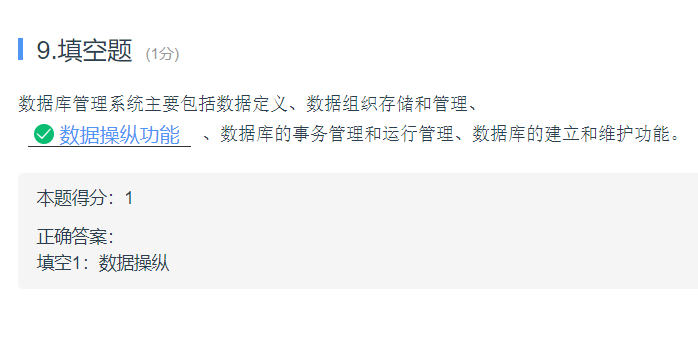 9.填空题 (1分)
数据库管理系统主要包括数据定义、数据组织存储和管理、
数据操纵功能 、数据库的事务管理和运行管理、数据库的建立和维护功能。
本题得分：1
正确答案：
填空1：数据操纵